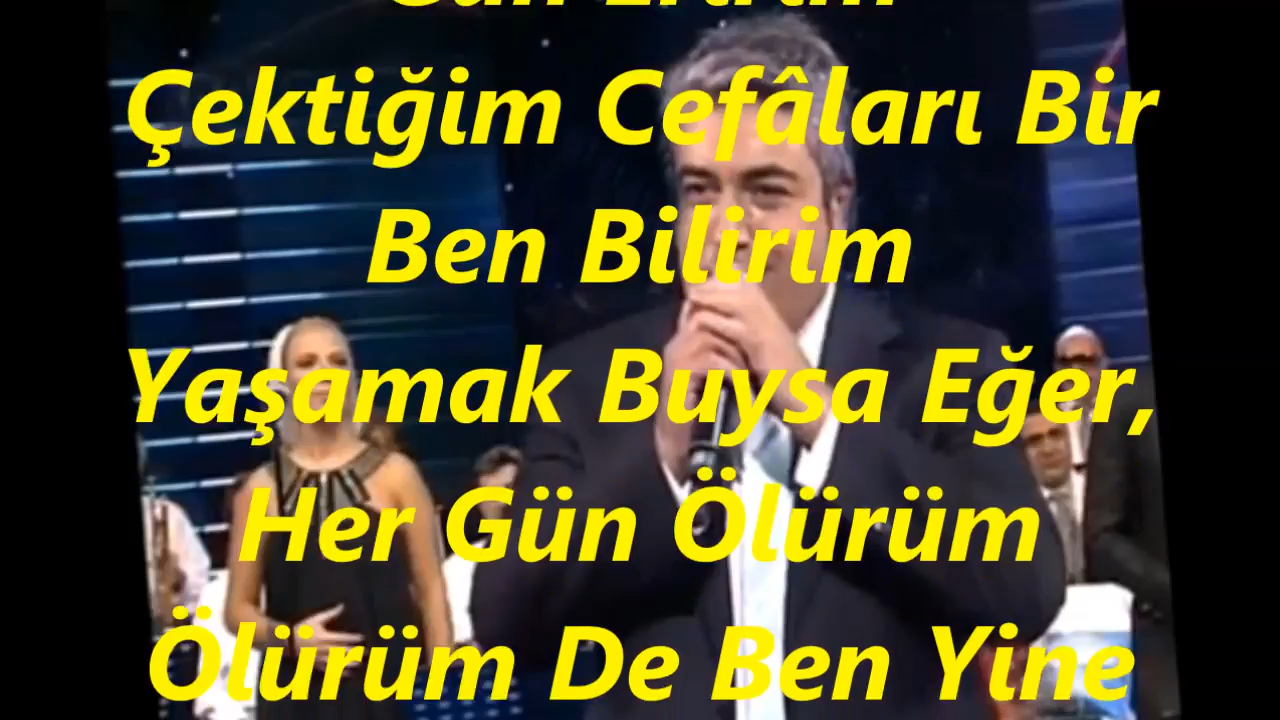 Çektiğim Cefâları Bir
Ben Bilirim
Yaşamak Buysa Eğer,
Her Gün Ölürüm
Ölürüm De Ben Yine